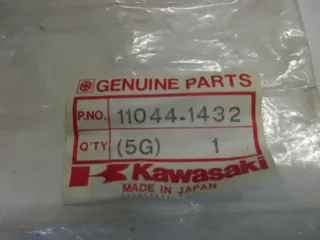 GENUINE PARTS
P.NO. 11044-1432
Q'TY (5G) 1
Kawasaki
MADE IN JAPAN